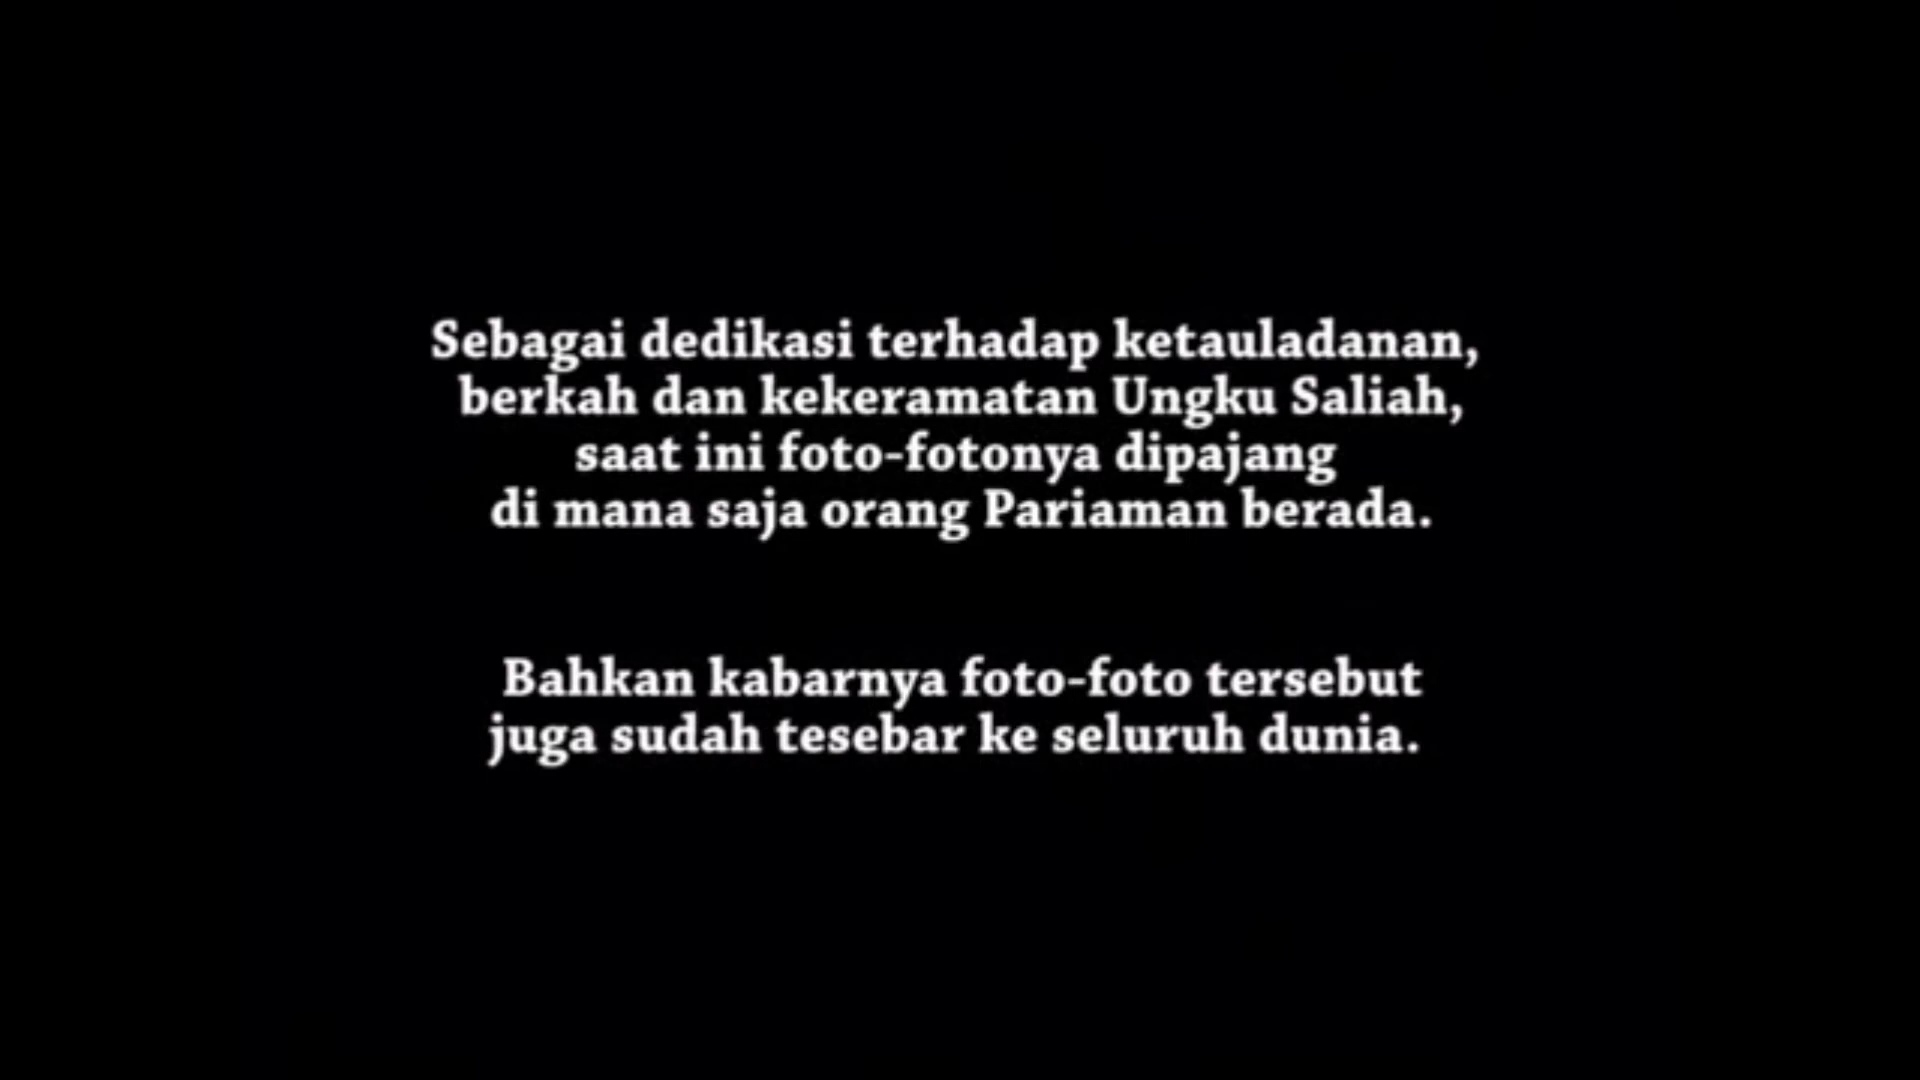 Sebagai dedikasi terhadap ketauladanan,
berkah dan kekeramatan Ungku Saliah,
saat ini foto-fotonya dipajang
di mana saja orang Pariaman berada.
Bahkan kabarnya foto-foto tersebut
juga sudah tesebar ke seluruh dunia.